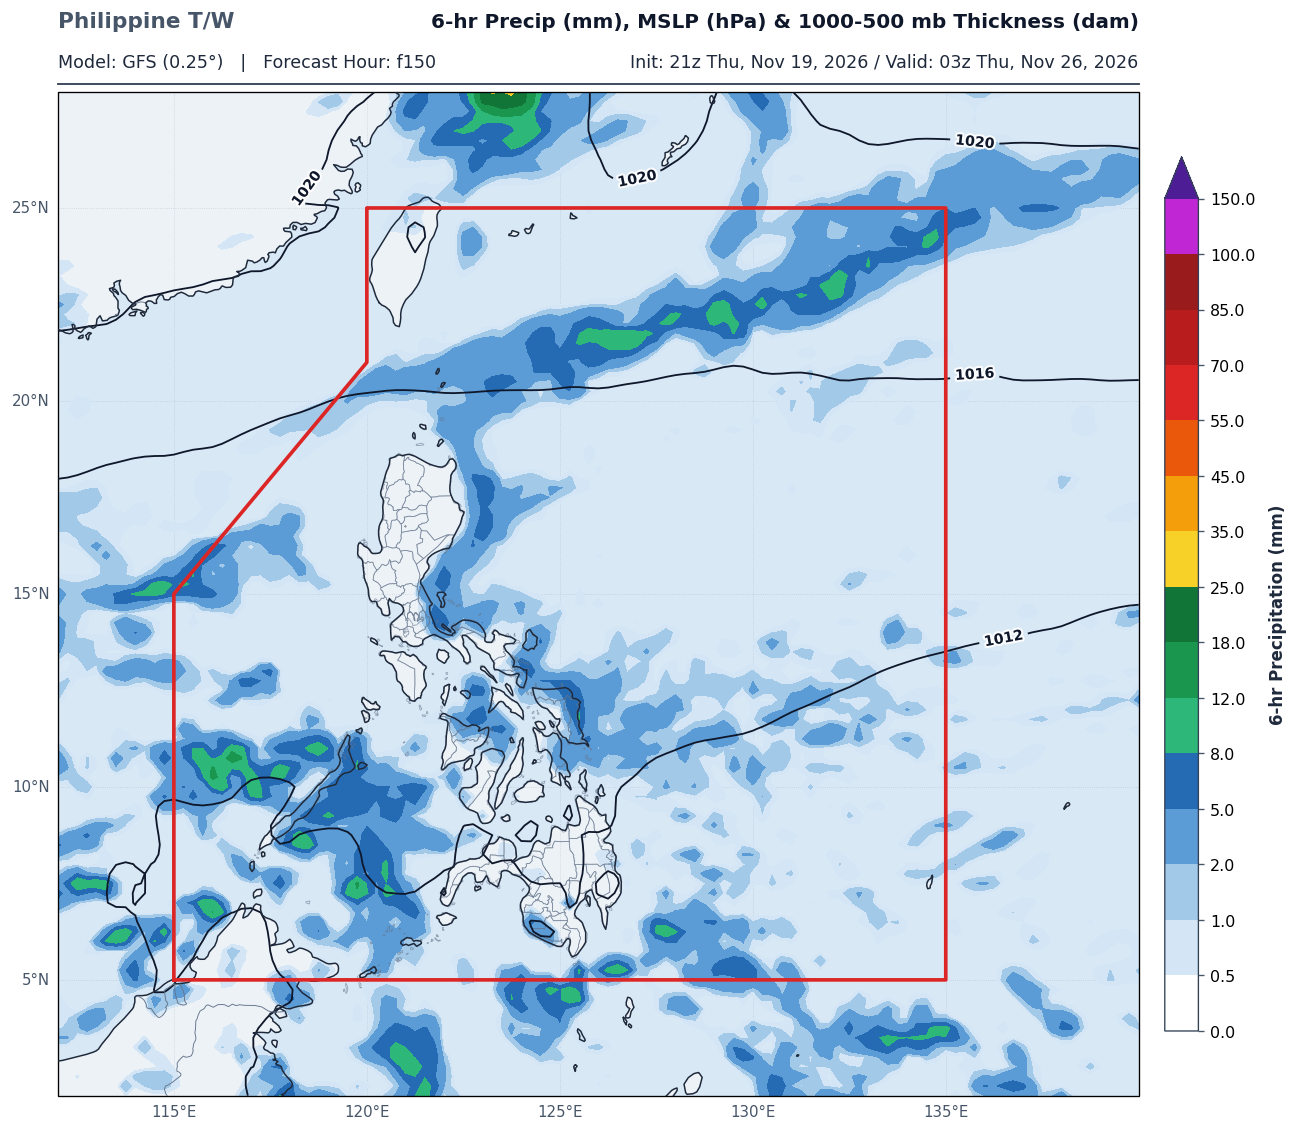 Philippine T/W
6-hr Precip (mm), MSLP (hPa) & 1000-500 mb Thickness (dam)
Model: GFS (0.25°) | Forecast Hour: f150
Init: 21z Thu, Nov 19, 2026 / Valid: 03z Thu, Nov 26, 2026
1020
1020
1020
1016
1012
25°N
20°N
15°N
10°N
5°N
115°E
120°E
125°E
130°E
135°E
150.0
100.0
85.0
70.0
55.0
45.0
35.0
25.0
18.0
12.0
8.0
5.0
2.0
1.0
0.5
0.0
6-hr Precipitation (mm)